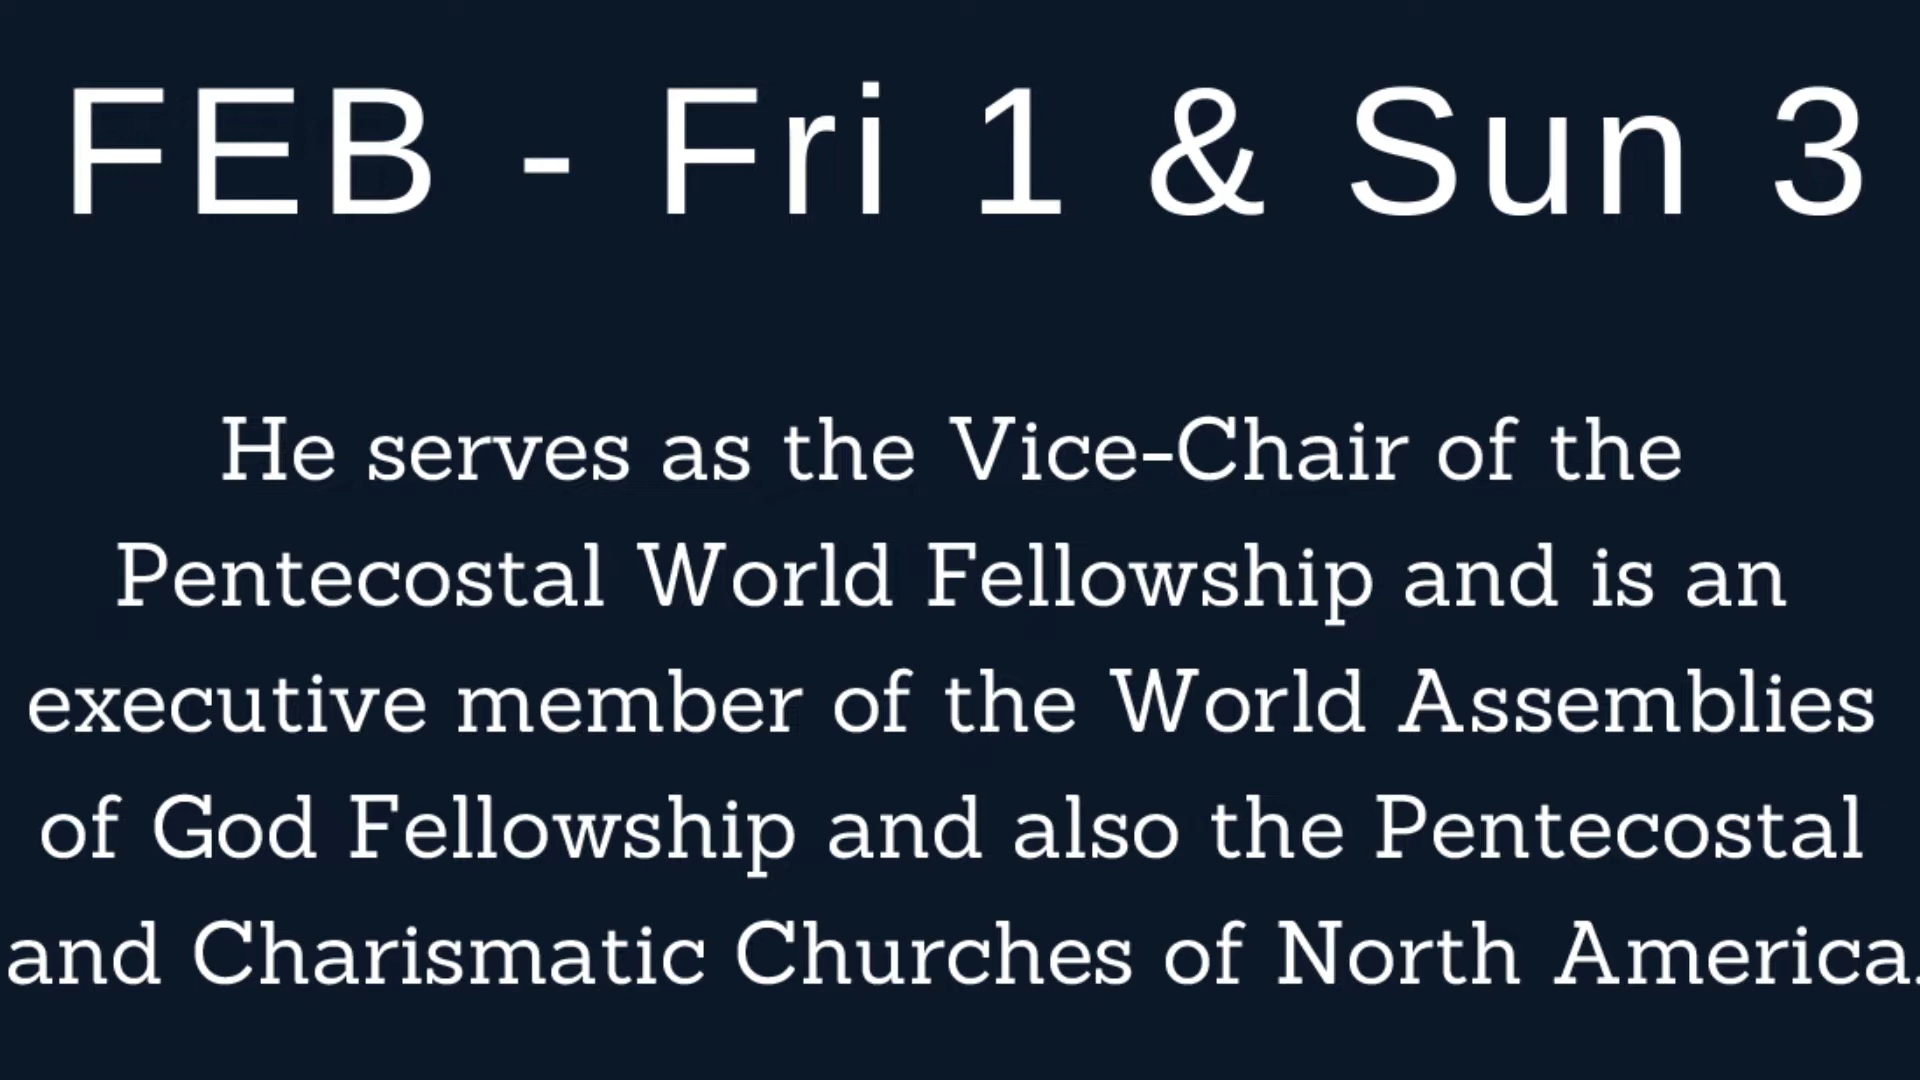 FEB - Fri 1 & Sun 3
He serves as the Vice-Chair of the
Pentecostal World Fellowship and is an
executive member of the World Assemblies
of God Fellowship and also the Pentecostal
and Charismatic Churches of North America.